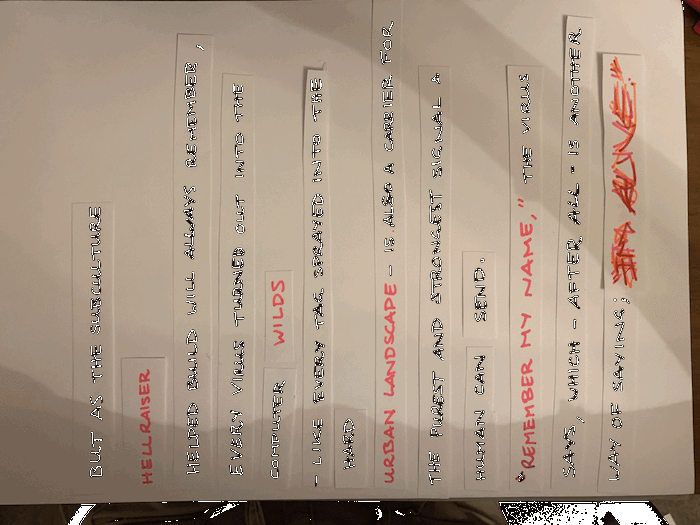 BUT AS THE SUBCULTURE
HELLRAISER
HELPED BUILD WILL ALWAYS REMEMBER,
EVERY VIRUS TURNED OUT INTO THE
COMPUTER WILDS
- LIKE EVERY TAG SPRAYED INTO THE
HARD
URBAN LANDSCAPE - IS ALSO A CARRIER FOR
THE PUREST AND STRONGEST SIGNAL A
HUMAN CAN SEND.
"REMEMBER MY NAME," THE VIRUS
SAYS, WHICH - AFTER ALL - IS ANOTHER
WAY OF SAYING; "I'M ALIVE!"